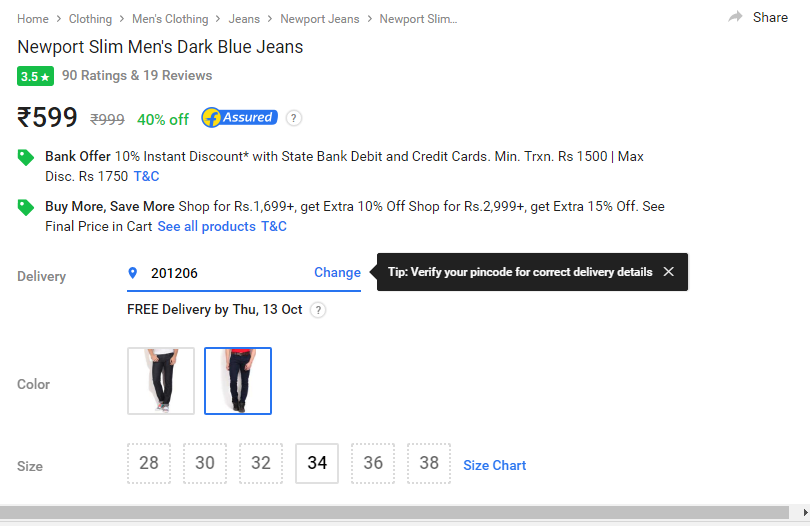 Home > Clothing > Men's Clothing > Jeans > Newport Jeans > Newport Slim…
Share
Newport Slim Men's Dark Blue Jeans
3.5★ 90 Ratings & 19 Reviews
₹599 ₹999 40% off f Assured ?
Bank Offer 10% Instant Discount* with State Bank Debit and Credit Cards. Min. Trxn. Rs 1500 | Max
Disc. Rs 1750 T&C
Buy More, Save More Shop for Rs.1,699+, get Extra 10% Off Shop for Rs.2,999+, get Extra 15% Off. See
Final Price in Cart See all products T&C
Delivery 201206 Change Tip: Verify your pincode for correct delivery details ✕
FREE Delivery by Thu, 13 Oct ?
Color
Size 28 30 32 34 36 38 Size Chart